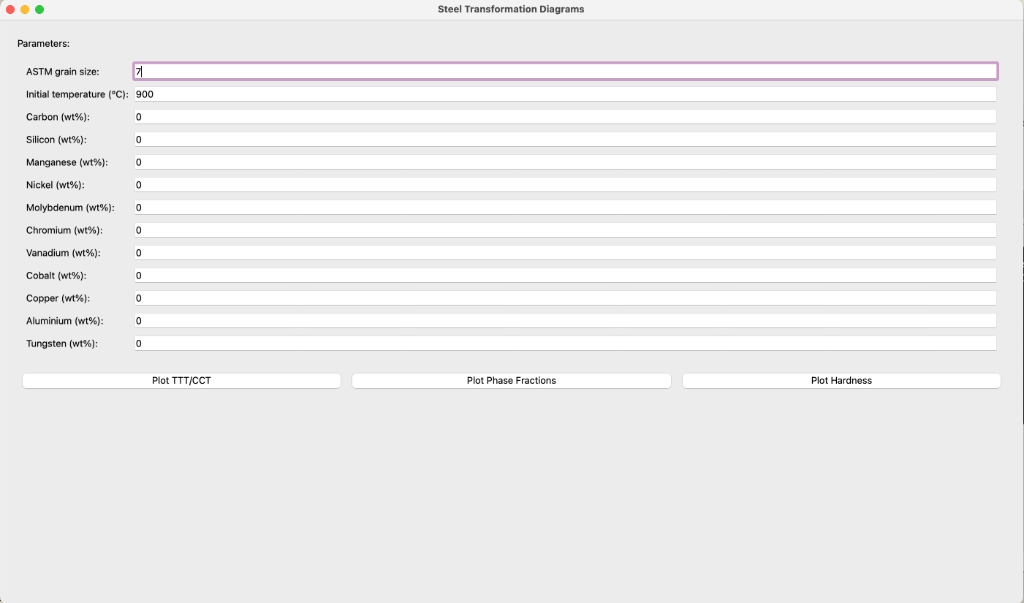 Steel Transformation Diagrams
Parameters:
ASTM grain size: 7
Initial temperature (°C): 900
Carbon (wt%): 0
Silicon (wt%): 0
Manganese (wt%): 0
Nickel (wt%): 0
Molybdenum (wt%): 0
Chromium (wt%): 0
Vanadium (wt%): 0
Cobalt (wt%): 0
Copper (wt%): 0
Aluminium (wt%): 0
Tungsten (wt%): 0
Plot TTT/CCT Plot Phase Fractions Plot Hardness